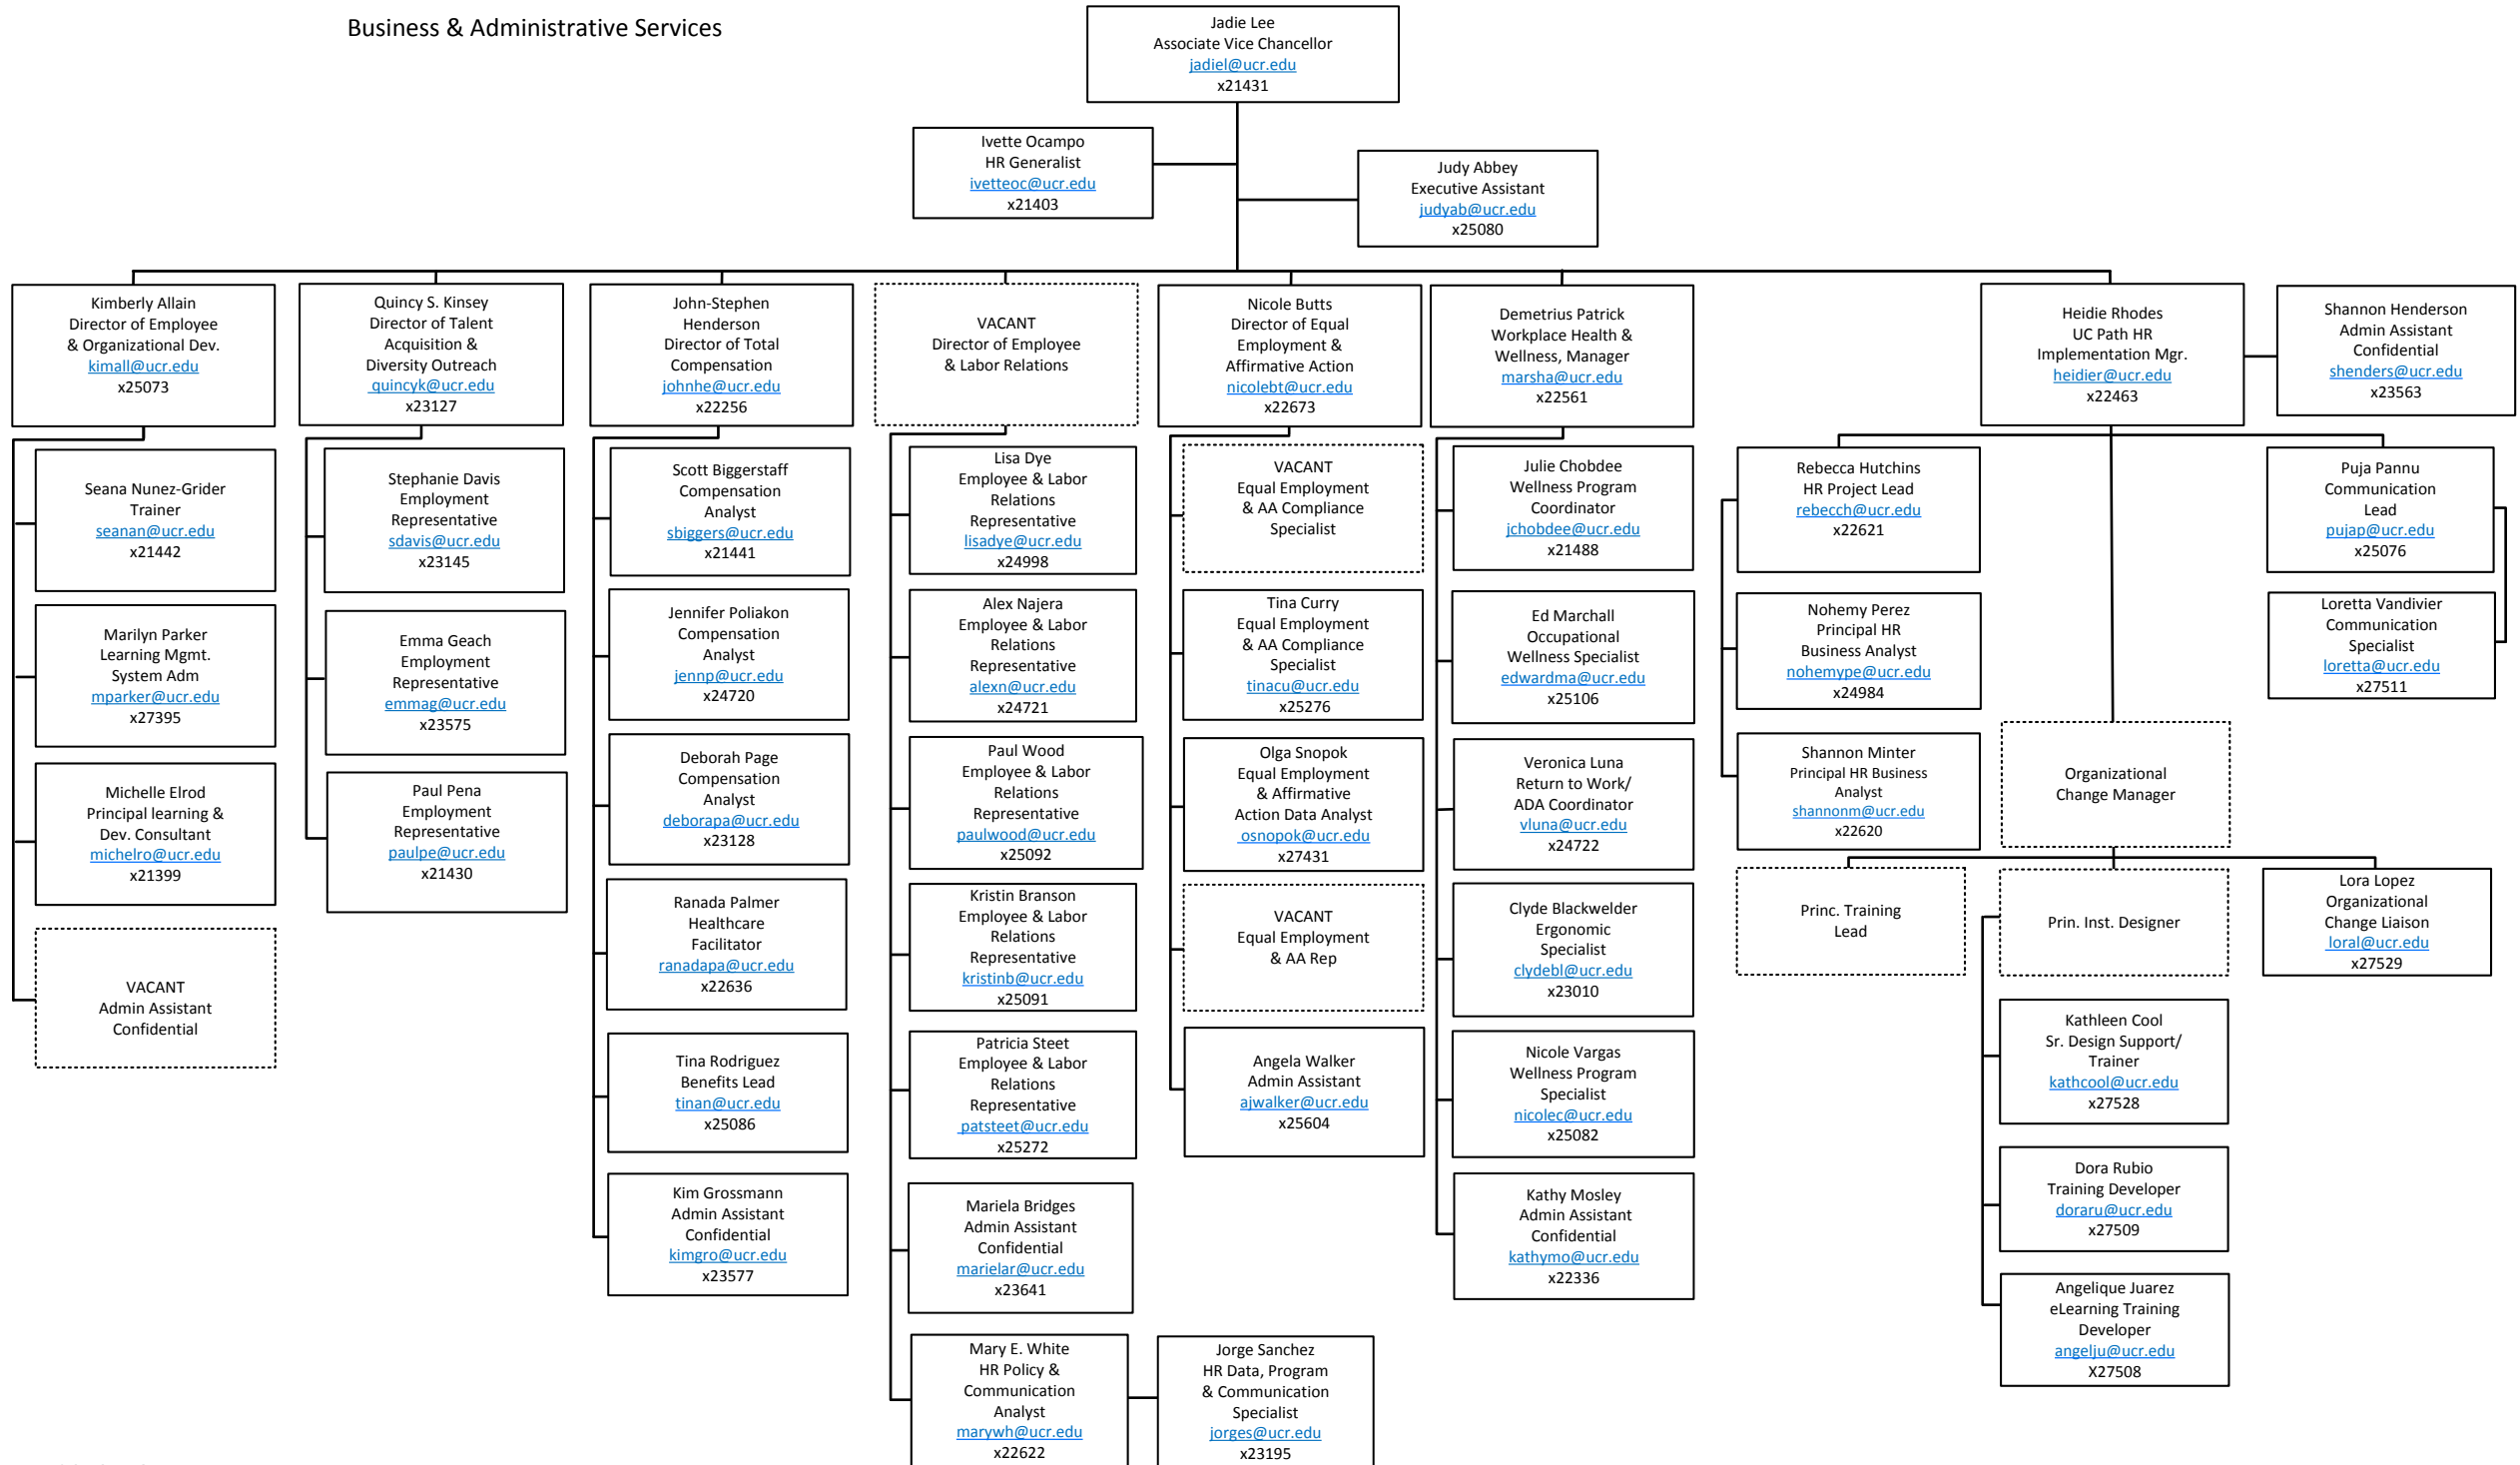 Business & Administrative Services
Jadie Lee
Associate Vice Chancellor
jadiel@ucr.edu
x21431
Ivette Ocampo
HR Generalist
ivetteoc@ucr.edu
x21403
Judy Abbey
Executive Assistant
judyab@ucr.edu
x25080
Kimberly Allain
Director of Employee
& Organizational Dev.
kimall@ucr.edu
x25073
Quincy S. Kinsey
Director of Talent
Acquisition &
Diversity Outreach
quincyk@ucr.edu
x23127
John-Stephen
Henderson
Director of Total
Compensation
johnhe@ucr.edu
x22256
VACANT
Director of Employee
& Labor Relations
Nicole Butts
Director of Equal
Employment &
Affirmative Action
nicolebt@ucr.edu
x22673
Demetrius Patrick
Workplace Health &
Wellness, Manager
marsha@ucr.edu
x22561
Heidie Rhodes
UC Path HR
Implementation Mgr.
heidier@ucr.edu
x22463
Shannon Henderson
Admin Assistant
Confidential
shenders@ucr.edu
x23563
Seana Nunez-Grider
Trainer
seanan@ucr.edu
x21442
Marilyn Parker
Learning Mgmt.
System Adm
mparker@ucr.edu
x27395
Michelle Elrod
Principal learning &
Dev. Consultant
michelro@ucr.edu
x21399
VACANT
Admin Assistant
Confidential
Stephanie Davis
Employment
Representative
sdavis@ucr.edu
x23145
Emma Geach
Employment
Representative
emmag@ucr.edu
x23575
Paul Pena
Employment
Representative
paulpe@ucr.edu
x21430
Scott Biggerstaff
Compensation
Analyst
sbiggers@ucr.edu
x21441
Jennifer Poliakon
Compensation
Analyst
jennp@ucr.edu
x24720
Deborah Page
Compensation
Analyst
deborapa@ucr.edu
x23128
Ranada Palmer
Healthcare
Facilitator
ranadapa@ucr.edu
x22636
Tina Rodriguez
Benefits Lead
tinan@ucr.edu
x25086
Kim Grossmann
Admin Assistant
Confidential
kimgro@ucr.edu
x23577
Lisa Dye
Employee & Labor
Relations
Representative
lisadye@ucr.edu
x24998
Alex Najera
Employee & Labor
Relations
Representative
alexn@ucr.edu
x24721
Paul Wood
Employee & Labor
Relations
Representative
paulwood@ucr.edu
x25092
Kristin Branson
Employee & Labor
Relations
Representative
kristinb@ucr.edu
x25091
Patricia Steet
Employee & Labor
Relations
Representative
patsteet@ucr.edu
x25272
Mariela Bridges
Admin Assistant
Confidential
marielar@ucr.edu
x23641
Mary E. White
HR Policy &
Communication
Analyst
marywh@ucr.edu
x22622
Jorge Sanchez
HR Data, Program
& Communication
Specialist
jorges@ucr.edu
x23195
VACANT
Equal Employment
& AA Compliance
Specialist
Tina Curry
Equal Employment
& AA Compliance
Specialist
tinacu@ucr.edu
x25276
Olga Snopok
Equal Employment
& Affirmative
Action Data Analyst
osnopok@ucr.edu
x27431
VACANT
Equal Employment
& AA Rep
Angela Walker
Admin Assistant
ajwalker@ucr.edu
x25604
Julie Chobdee
Wellness Program
Coordinator
jchobdee@ucr.edu
x21488
Ed Marchall
Occupational
Wellness Specialist
edwardma@ucr.edu
x25106
Veronica Luna
Return to Work/
ADA Coordinator
vluna@ucr.edu
x24722
Clyde Blackwelder
Ergonomic
Specialist
clydebl@ucr.edu
x23010
Nicole Vargas
Wellness Program
Specialist
nicolec@ucr.edu
x25082
Kathy Mosley
Admin Assistant
Confidential
kathymo@ucr.edu
x22336
Rebecca Hutchins
HR Project Lead
rebecch@ucr.edu
x22621
Nohemy Perez
Principal HR
Business Analyst
nohemype@ucr.edu
x24984
Shannon Minter
Principal HR Business
Analyst
shannonm@ucr.edu
x22620
Puja Pannu
Communication
Lead
pujap@ucr.edu
x25076
Loretta Vandivier
Communication
Specialist
loretta@ucr.edu
x27511
Organizational
Change Manager
Princ. Training
Lead
Prin. Inst. Designer
Lora Lopez
Organizational
Change Liaison
loral@ucr.edu
x27529
Kathleen Cool
Sr. Design Support/
Trainer
kathcool@ucr.edu
x27528
Dora Rubio
Training Developer
doraru@ucr.edu
x27509
Angelique Juarez
eLearning Training
Developer
angelju@ucr.edu
X27508